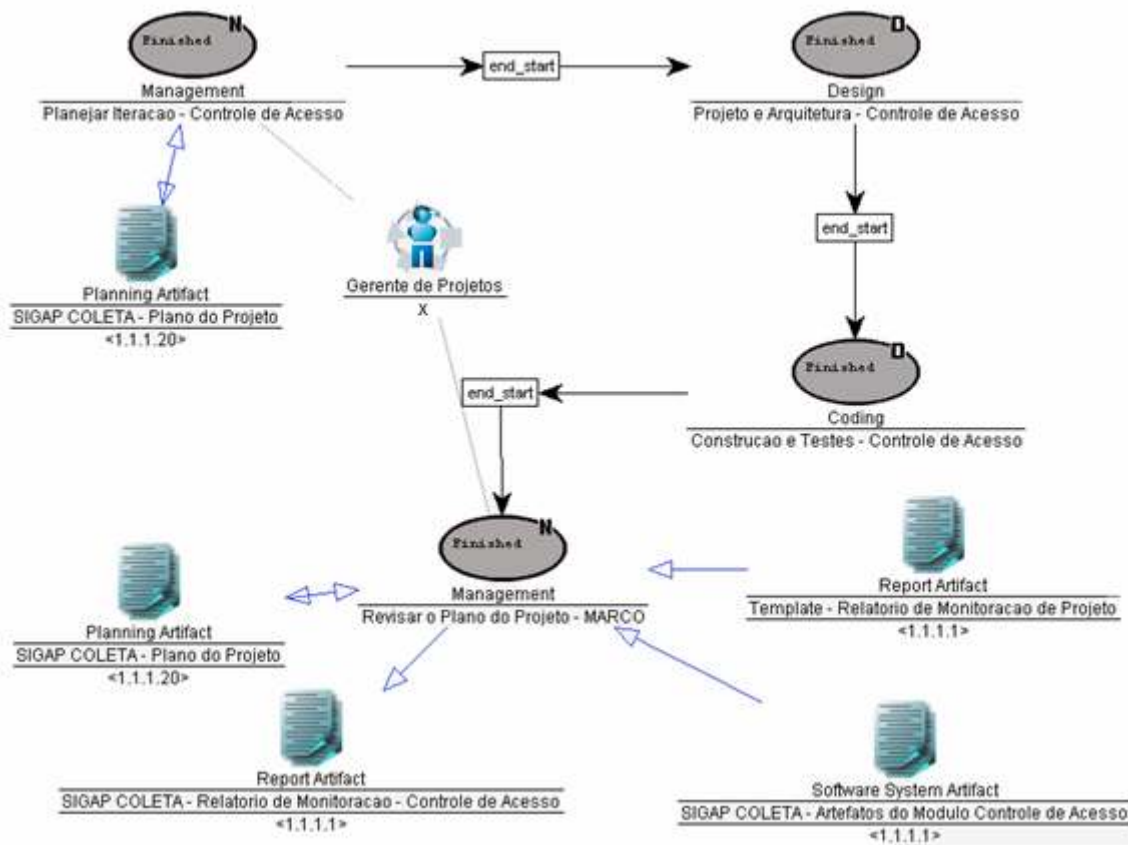 N
Finished
Management
Planejar Iteracao - Controle de Acesso
end_start
D
Finished
Design
Projeto e Arquitetura - Controle de Acesso
end_start
Planning Artifact
SIGAP COLETA - Plano do Projeto
<1.1.1.20>
Gerente de Projetos
X
D
Finished
Coding
Construcao e Testes - Controle de Acesso
end_start
N
Finished
Management
Revisar o Plano do Projeto - MARCO
Planning Artifact
SIGAP COLETA - Plano do Projeto
<1.1.1.20>
Report Artifact
Template - Relatorio de Monitoracao de Projeto
<1.1.1.1>
Report Artifact
SIGAP COLETA - Relatorio de Monitoracao - Controle de Acesso
<1.1.1.1>
Software System Artifact
SIGAP COLETA - Artefatos do Modulo Controle de Acesso
<1.1.1.1>